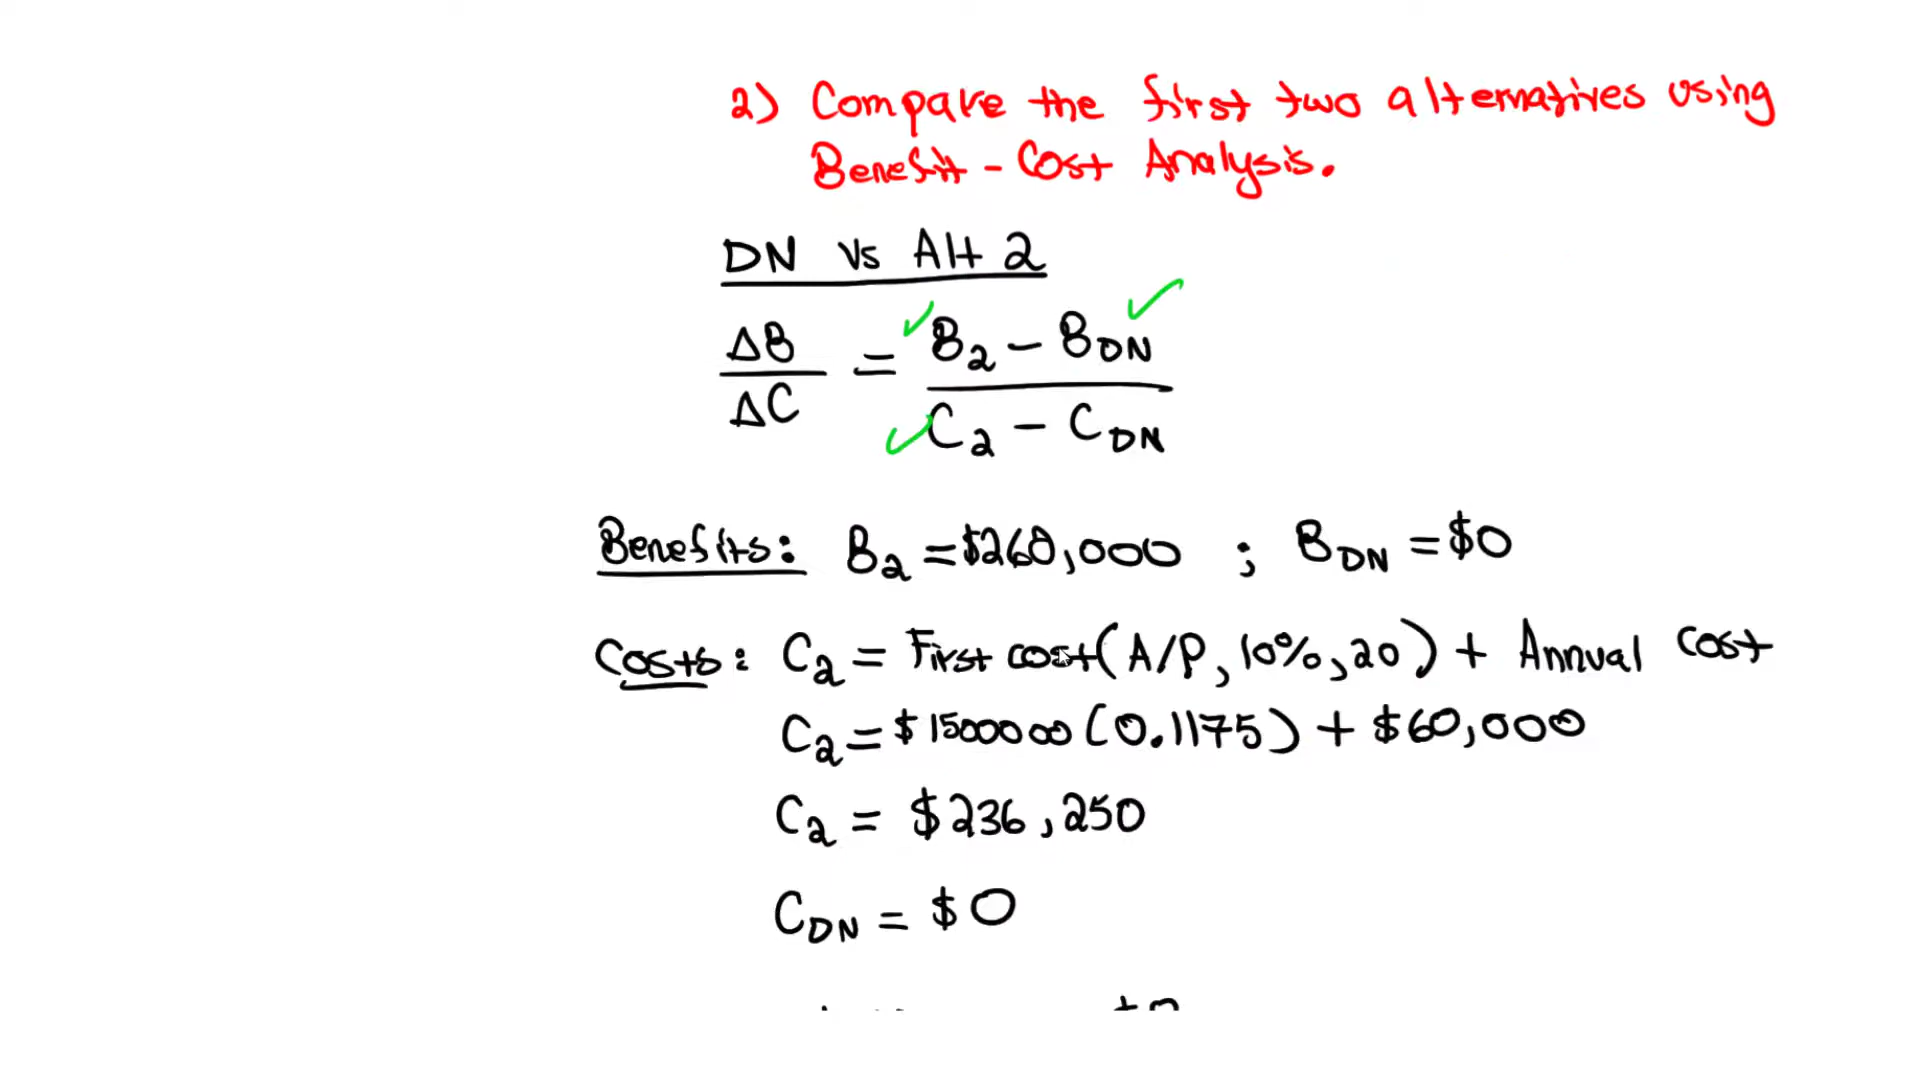 2) Compare the first two alternatives using
Benefit - Cost Analysis.
DN vs Alt 2
ΔB/ΔC = B2 - BDN / C2 - CDN
Benefits: B2 = $260,000 ; BDN = $0
Costs: C2 = First cost(A/P, 10%, 20) + Annual cost
C2 = $1500000(0.1175) + $60,000
C2 = $236,250
CDN = $0